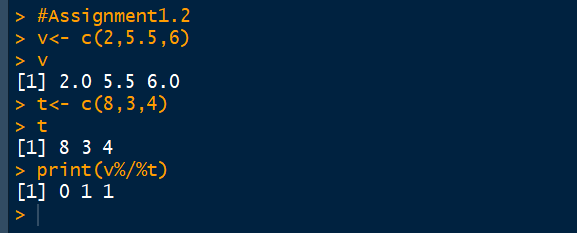 > #Assignment1.2
> v<- c(2,5.5,6)
> v
[1] 2.0 5.5 6.0
> t<- c(8,3,4)
> t
[1] 8 3 4
> print(v%/%t)
[1] 0 1 1
>